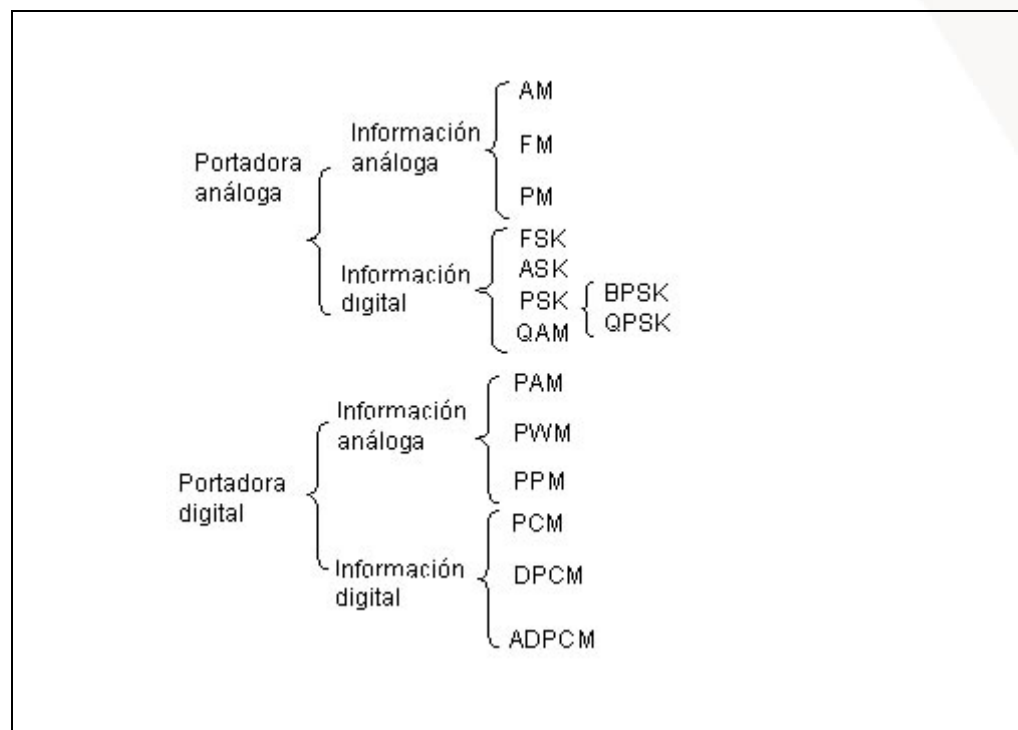 Portadora
análoga
Información
análoga
AM
FM
PM
Información
digital
FSK
ASK
PSK
QAM
BPSK
QPSK
Portadora
digital
Información
análoga
PAM
PWM
PPM
Información
digital
PCM
DPCM
ADPCM